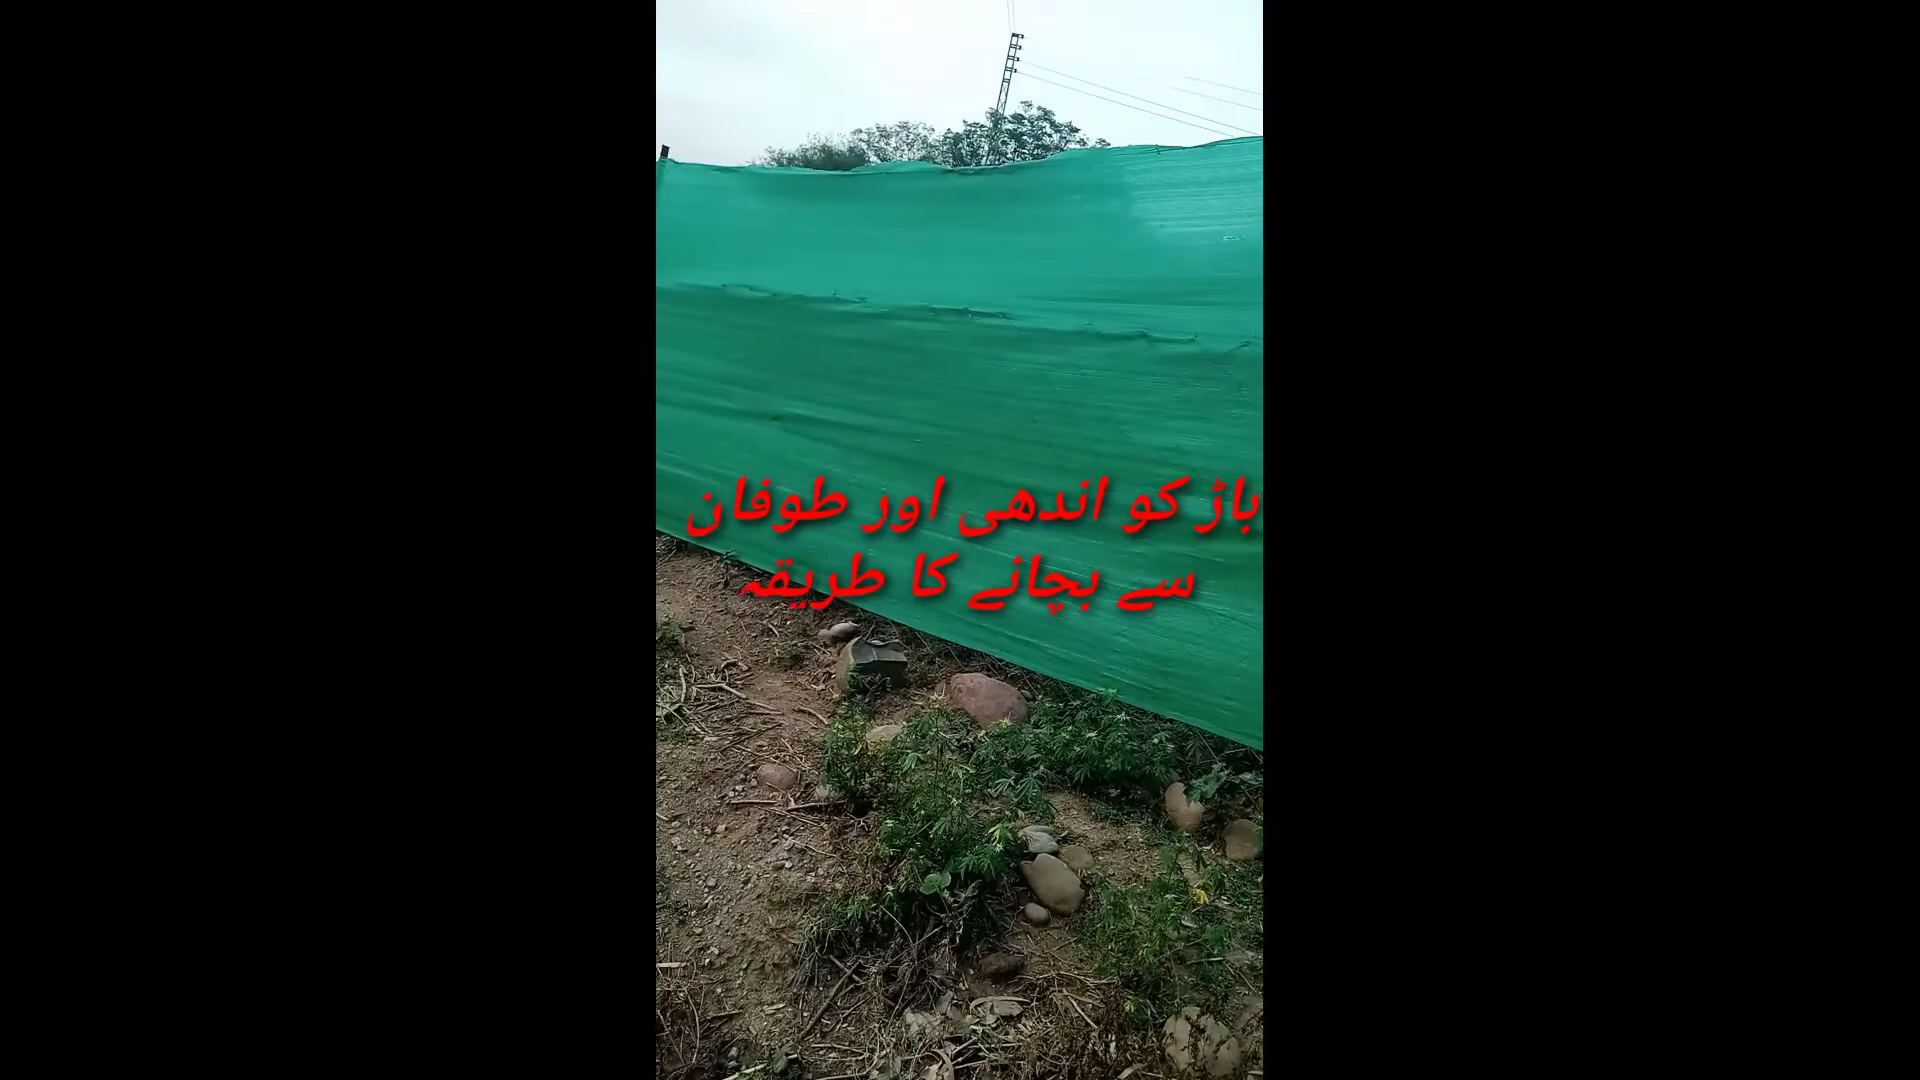 باڑ کو اندھی اور طوفان
سے بچانے کا طریقہ